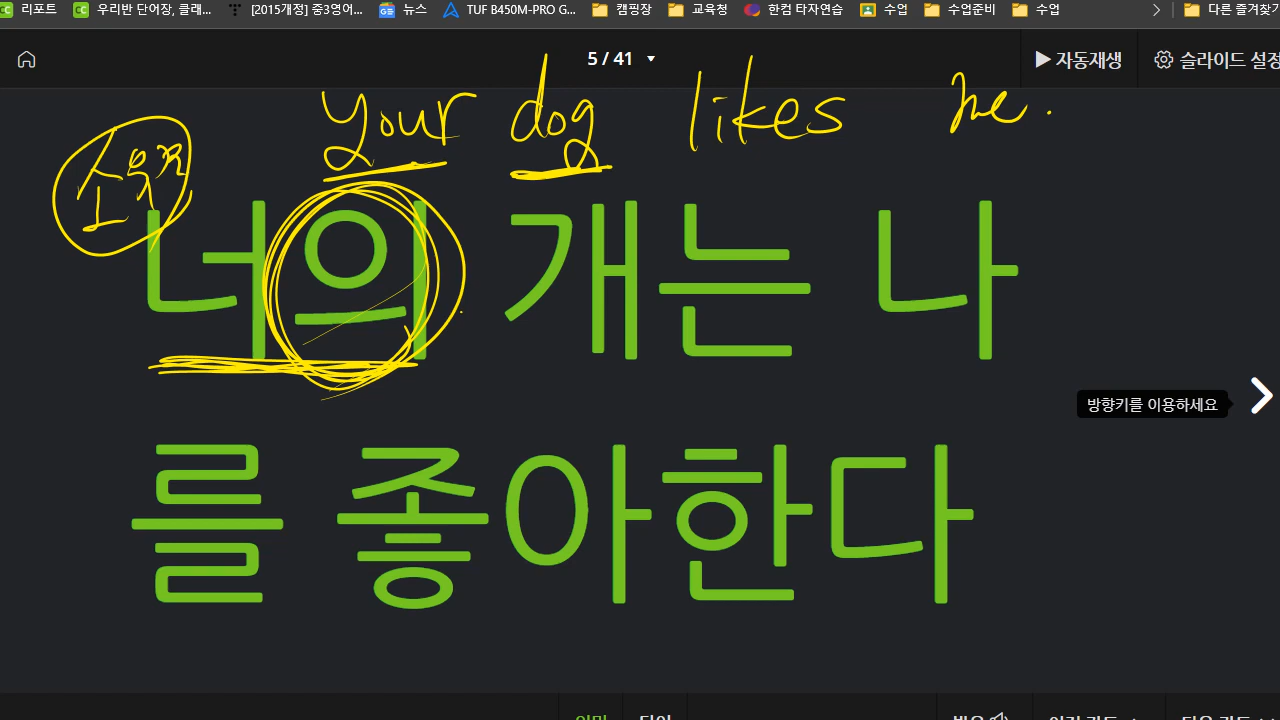 리포트 우리반 단어장, 클래... [2015개정] 중3영어... 뉴스 TUF B450M-PRO G... 캠핑장 교육청 한컴 타자연습 수업 수업준비 수업 다른 즐겨찾기
5 / 41 자동재생 슬라이드 설정
your dog likes me.
소유격
너의 개는 나
방향키를 이용하세요
를 좋아한다